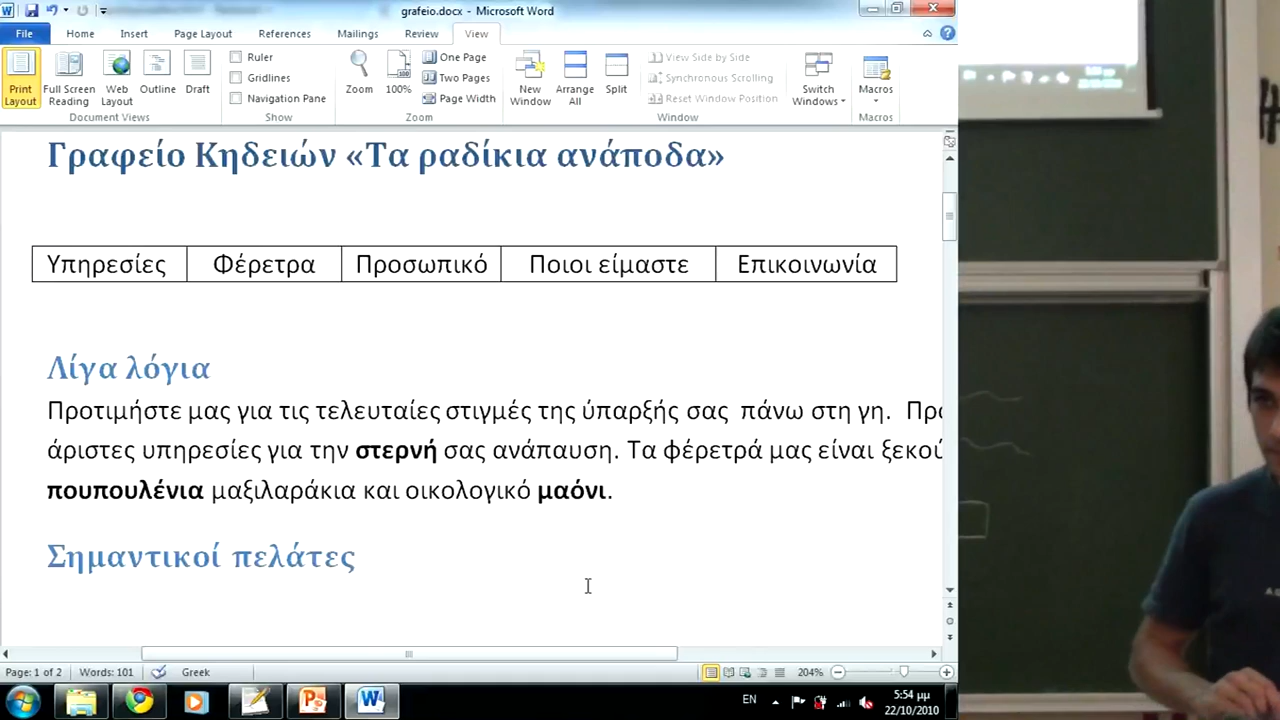 grafeio.docx - Microsoft Word
File Home Insert Page Layout References Mailings Review View
Ruler
Gridlines
Navigation Pane
Print Layout
Full Screen Reading
Web Layout
Outline
Draft
Zoom
100%
One Page
Two Pages
Page Width
New Window
Arrange All
Split
View Side by Side
Synchronous Scrolling
Reset Window Position
Switch Windows
Macros
Document Views Show Zoom Window Macros
Γραφείο Κηδειών «Τα ραδίκια ανάποδα»
Υπηρεσίες Φέρετρα Προσωπικό Ποιοι είμαστε Επικοινωνία
Λίγα λόγια
Προτιμήστε μας για τις τελευταίες στιγμές της ύπαρξής σας πάνω στη γη.
άριστες υπηρεσίες για την στερνή σας ανάπαυση. Τα φέρετρά μας είναι
πουπουλένια μαξιλαράκια και οικολογικό μαόνι.
Σημαντικοί πελάτες
Page: 1 of 2 Words: 101 Greek 204%
EN 5:54 μμ
22/10/2010